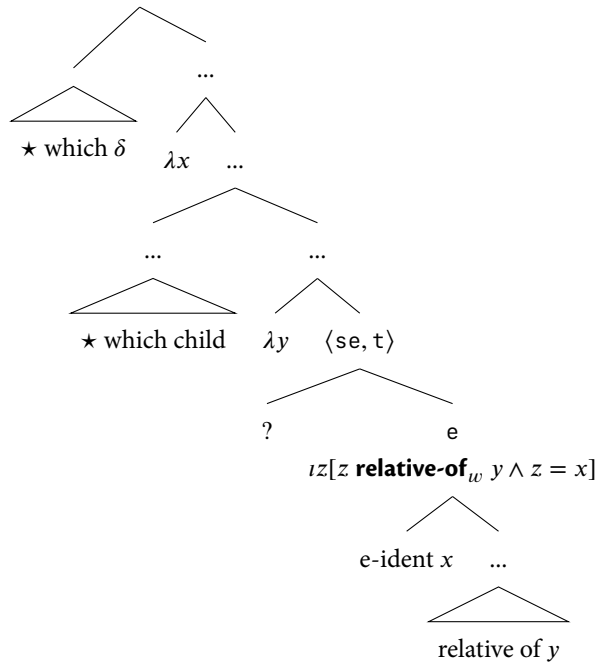 ...
⋆ which δ
λx ...
... ...
⋆ which child λy ⟨se, t⟩
? e
ιz[z relative-of_w y ∧ z = x]
e-ident x ...
relative of y